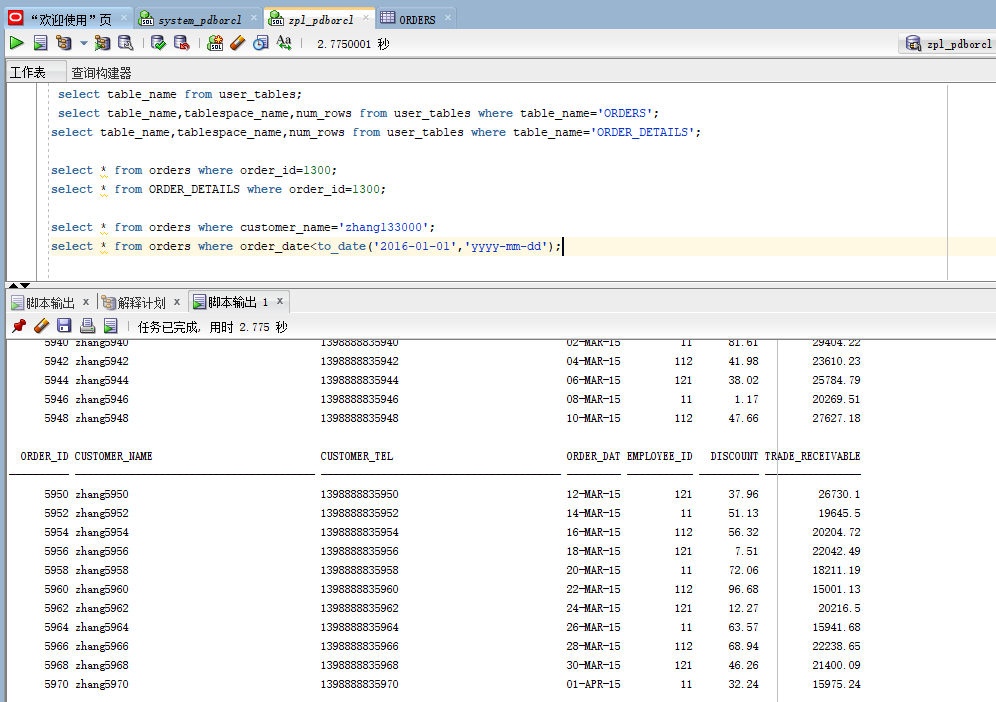 “欢迎使用”页 system_pdborcl zpl_pdborcl ORDERS
2.7750001 秒 zpl_pdborcl
工作表 查询构建器
select table_name from user_tables;
select table_name,tablespace_name,num_rows from user_tables where table_name='ORDERS';
select table_name,tablespace_name,num_rows from user_tables where table_name='ORDER_DETAILS';
select * from orders where order_id=1300;
select * from ORDER_DETAILS where order_id=1300;
select * from orders where customer_name='zhang133000';
select * from orders where order_date<to_date('2016-01-01','yyyy-mm-dd');
脚本输出 x 解释计划 x 脚本输出 1 x
任务已完成, 用时 2.775 秒
5940 zhang5940 1398888835940 02-MAR-15 11 81.61 29404.22
5942 zhang5942 1398888835942 04-MAR-15 112 41.98 23610.23
5944 zhang5944 1398888835944 06-MAR-15 121 38.02 25784.79
5946 zhang5946 1398888835946 08-MAR-15 11 1.17 20269.51
5948 zhang5948 1398888835948 10-MAR-15 112 47.66 27627.18
ORDER_ID CUSTOMER_NAME CUSTOMER_TEL ORDER_DAT EMPLOYEE_ID DISCOUNT TRADE_RECEIVABLE
5950 zhang5950 1398888835950 12-MAR-15 121 37.96 26730.1
5952 zhang5952 1398888835952 14-MAR-15 11 51.13 19645.5
5954 zhang5954 1398888835954 16-MAR-15 112 56.32 20204.72
5956 zhang5956 1398888835956 18-MAR-15 121 7.51 22042.49
5958 zhang5958 1398888835958 20-MAR-15 11 72.06 18211.19
5960 zhang5960 1398888835960 22-MAR-15 112 96.68 15001.13
5962 zhang5962 1398888835962 24-MAR-15 121 12.27 20216.5
5964 zhang5964 1398888835964 26-MAR-15 11 63.57 15941.68
5966 zhang5966 1398888835966 28-MAR-15 112 68.94 22238.65
5968 zhang5968 1398888835968 30-MAR-15 121 46.26 21400.09
5970 zhang5970 1398888835970 01-APR-15 11 32.24 15975.24